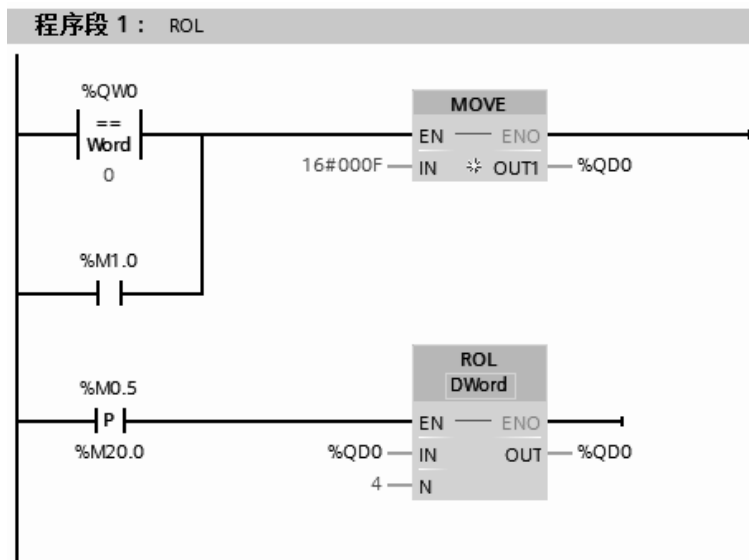 程序段 1： ROL
%QW0
==
Word
0
MOVE
EN ENO
16#000F IN OUT1 %QD0
%M1.0
ROL
DWord
%M0.5
P
EN ENO
%M20.0
%QD0 IN OUT %QD0
4 N